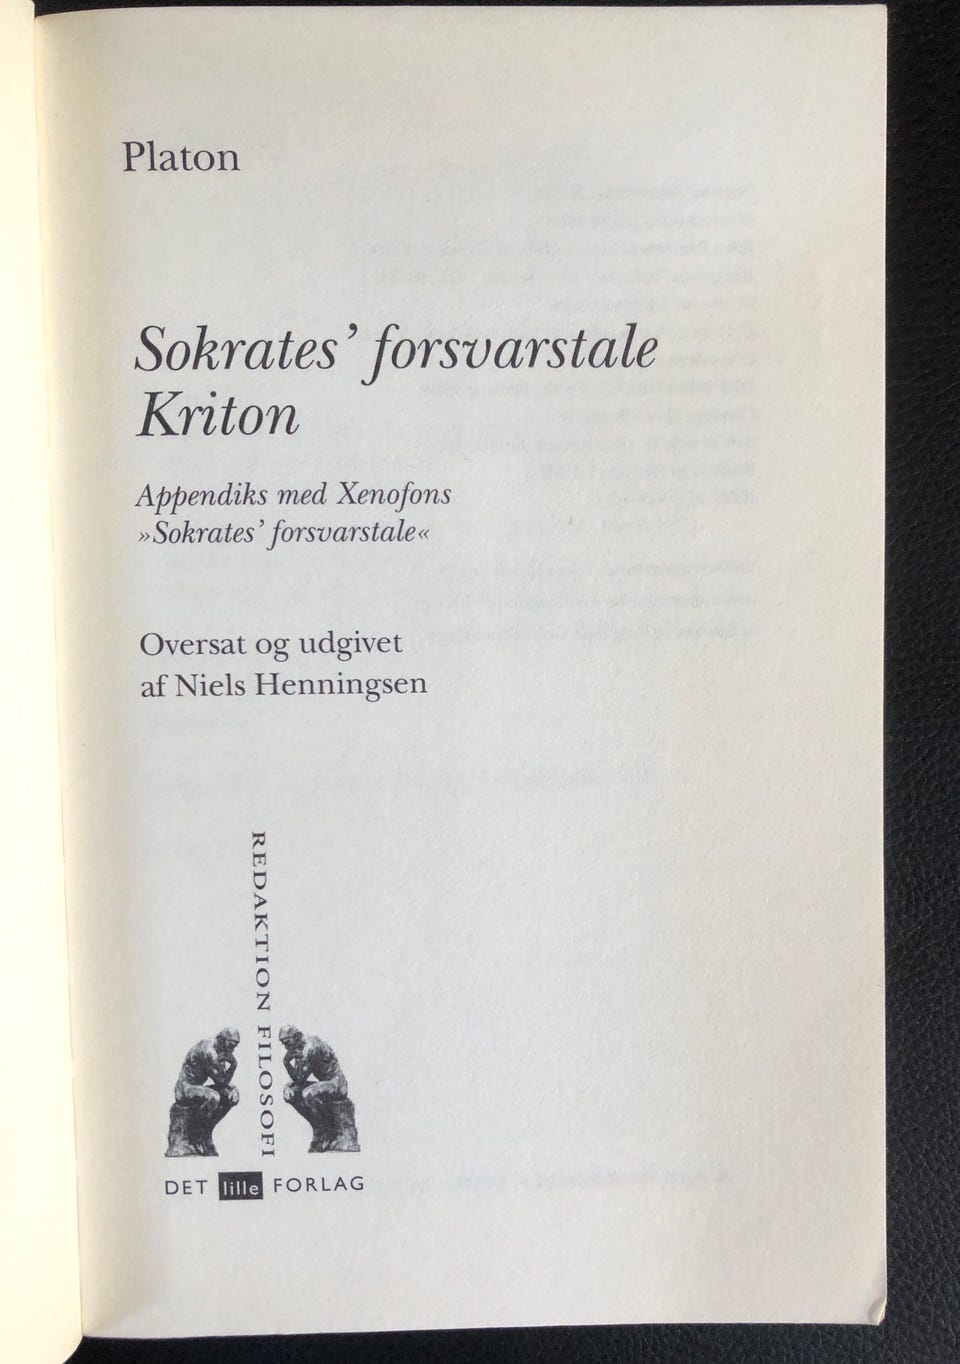 Platon
Sokrates’ forsvarstale
Kriton
Appendiks med Xenofons
»Sokrates’ forsvarstale«
Oversat og udgivet
af Niels Henningsen
REDAKTION FILOSOFI
DET lille FORLAG